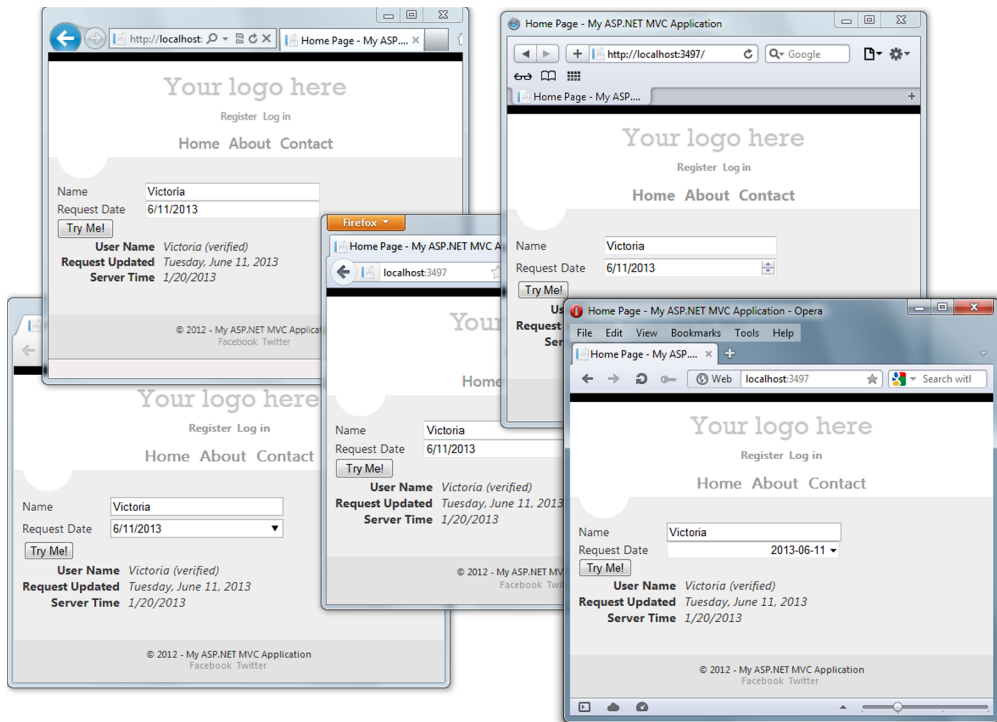 http://localhost:
Home Page - My ASP....
Your logo here
Register Log in
Home About Contact
Name Victoria
Request Date 6/11/2013
Try Me!
User Name Victoria (verified)
Request Updated Tuesday, June 11, 2013
Server Time 1/20/2013
© 2012 - My ASP.NET MVC Applicat
Facebook Twitter
Home Page - My ASP.NET MVC Application
http://localhost:3497/
Google
Home Page - My ASP....
Your logo here
Register Log in
Home About Contact
Name Victoria
Request Date 6/11/2013
Try Me!
Us
Request
Ser
Firefox
Home Page - My ASP.NET MVC A
localhost:3497
Your
Home
Name Victoria
Request Date 6/11/2013
Try Me!
User Name Victoria (verified)
Request Updated Tuesday, June 11, 2013
Server Time 1/20/2013
© 2012 - My ASP.NET MV
Facebook Twit
Your logo here
Register Log in
Home About Contact
Name Victoria
Request Date 6/11/2013
Try Me!
User Name Victoria (verified)
Request Updated Tuesday, June 11, 2013
Server Time 1/20/2013
© 2012 - My ASP.NET MVC Application
Facebook Twitter
Home Page - My ASP.NET MVC Application - Opera
File Edit View Bookmarks Tools Help
Home Page - My ASP....
Web localhost:3497
Search witl
Your logo here
Register Log in
Home About Contact
Name Victoria
Request Date 2013-06-11
Try Me!
User Name Victoria (verified)
Request Updated Tuesday, June 11, 2013
Server Time 1/20/2013
© 2012 - My ASP.NET MVC Application
Facebook Twitter